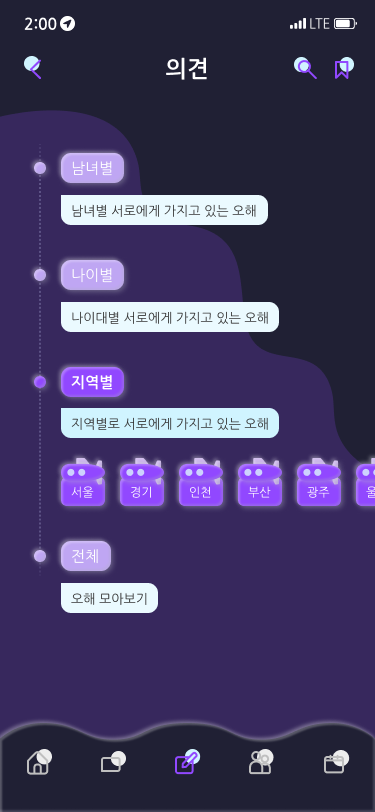 2:00
LTE
의견
남녀별
남녀별 서로에게 가지고 있는 오해
나이별
나이대별 서로에게 가지고 있는 오해
지역별
지역별로 서로에게 가지고 있는 오해
서울 경기 인천 부산 광주 울
전체
오해 모아보기